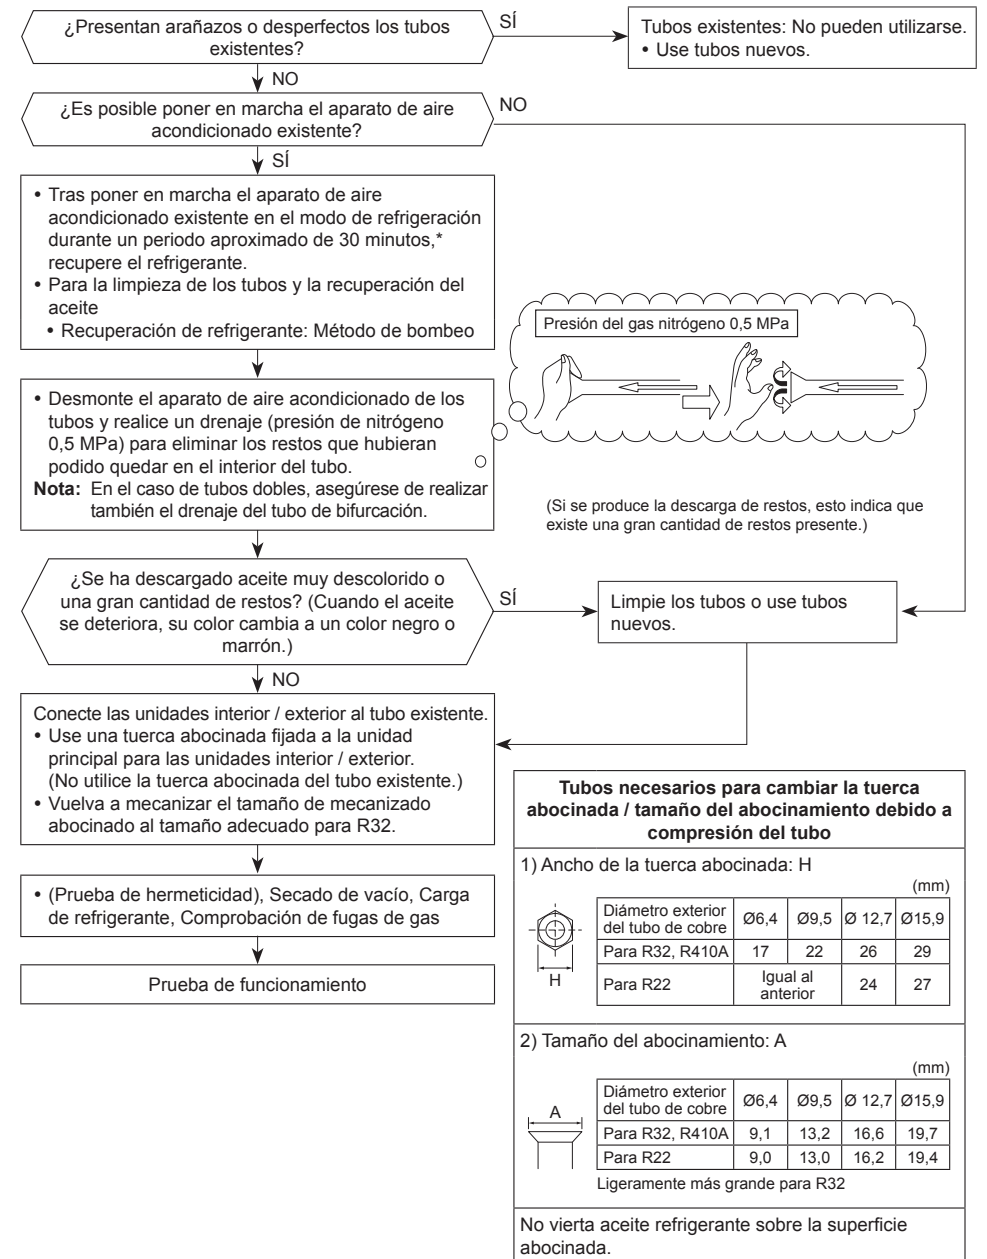 ¿Presentan arañazos o desperfectos los tubos
existentes?
SÍ
Tubos existentes: No pueden utilizarse.
• Use tubos nuevos.
NO
¿Es posible poner en marcha el aparato de aire
acondicionado existente?
NO
SÍ
• Tras poner en marcha el aparato de aire
acondicionado existente en el modo de refrigeración
durante un periodo aproximado de 30 minutos,*
recupere el refrigerante.
• Para la limpieza de los tubos y la recuperación del
aceite
• Recuperación de refrigerante: Método de bombeo
Presión del gas nitrógeno 0,5 MPa
• Desmonte el aparato de aire acondicionado de los
tubos y realice un drenaje (presión de nitrógeno
0,5 MPa) para eliminar los restos que hubieran
podido quedar en el interior del tubo.
Nota: En el caso de tubos dobles, asegúrese de realizar
también el drenaje del tubo de bifurcación.
(Si se produce la descarga de restos, esto indica que
existe una gran cantidad de restos presente.)
¿Se ha descargado aceite muy descolorido o
una gran cantidad de restos? (Cuando el aceite
se deteriora, su color cambia a un color negro o
marrón.)
SÍ
Limpie los tubos o use tubos
nuevos.
NO
Conecte las unidades interior / exterior al tubo existente.
• Use una tuerca abocinada fijada a la unidad
principal para las unidades interior / exterior.
(No utilice la tuerca abocinada del tubo existente.)
• Vuelva a mecanizar el tamaño de mecanizado
abocinado al tamaño adecuado para R32.
• (Prueba de hermeticidad), Secado de vacío, Carga
de refrigerante, Comprobación de fugas de gas
Prueba de funcionamiento
Tubos necesarios para cambiar la tuerca
abocinada / tamaño del abocinamiento debido a
compresión del tubo
1) Ancho de la tuerca abocinada: H
(mm)
H
Diámetro exterior
del tubo de cobre Ø6,4 Ø9,5 Ø 12,7 Ø15,9
Para R32, R410A 17 22 26 29
Para R22 Igual al
anterior 24 27
2) Tamaño del abocinamiento: A
(mm)
A
Diámetro exterior
del tubo de cobre Ø6,4 Ø9,5 Ø 12,7 Ø15,9
Para R32, R410A 9,1 13,2 16,6 19,7
Para R22 9,0 13,0 16,2 19,4
Ligeramente más grande para R32
No vierta aceite refrigerante sobre la superficie
abocinada.